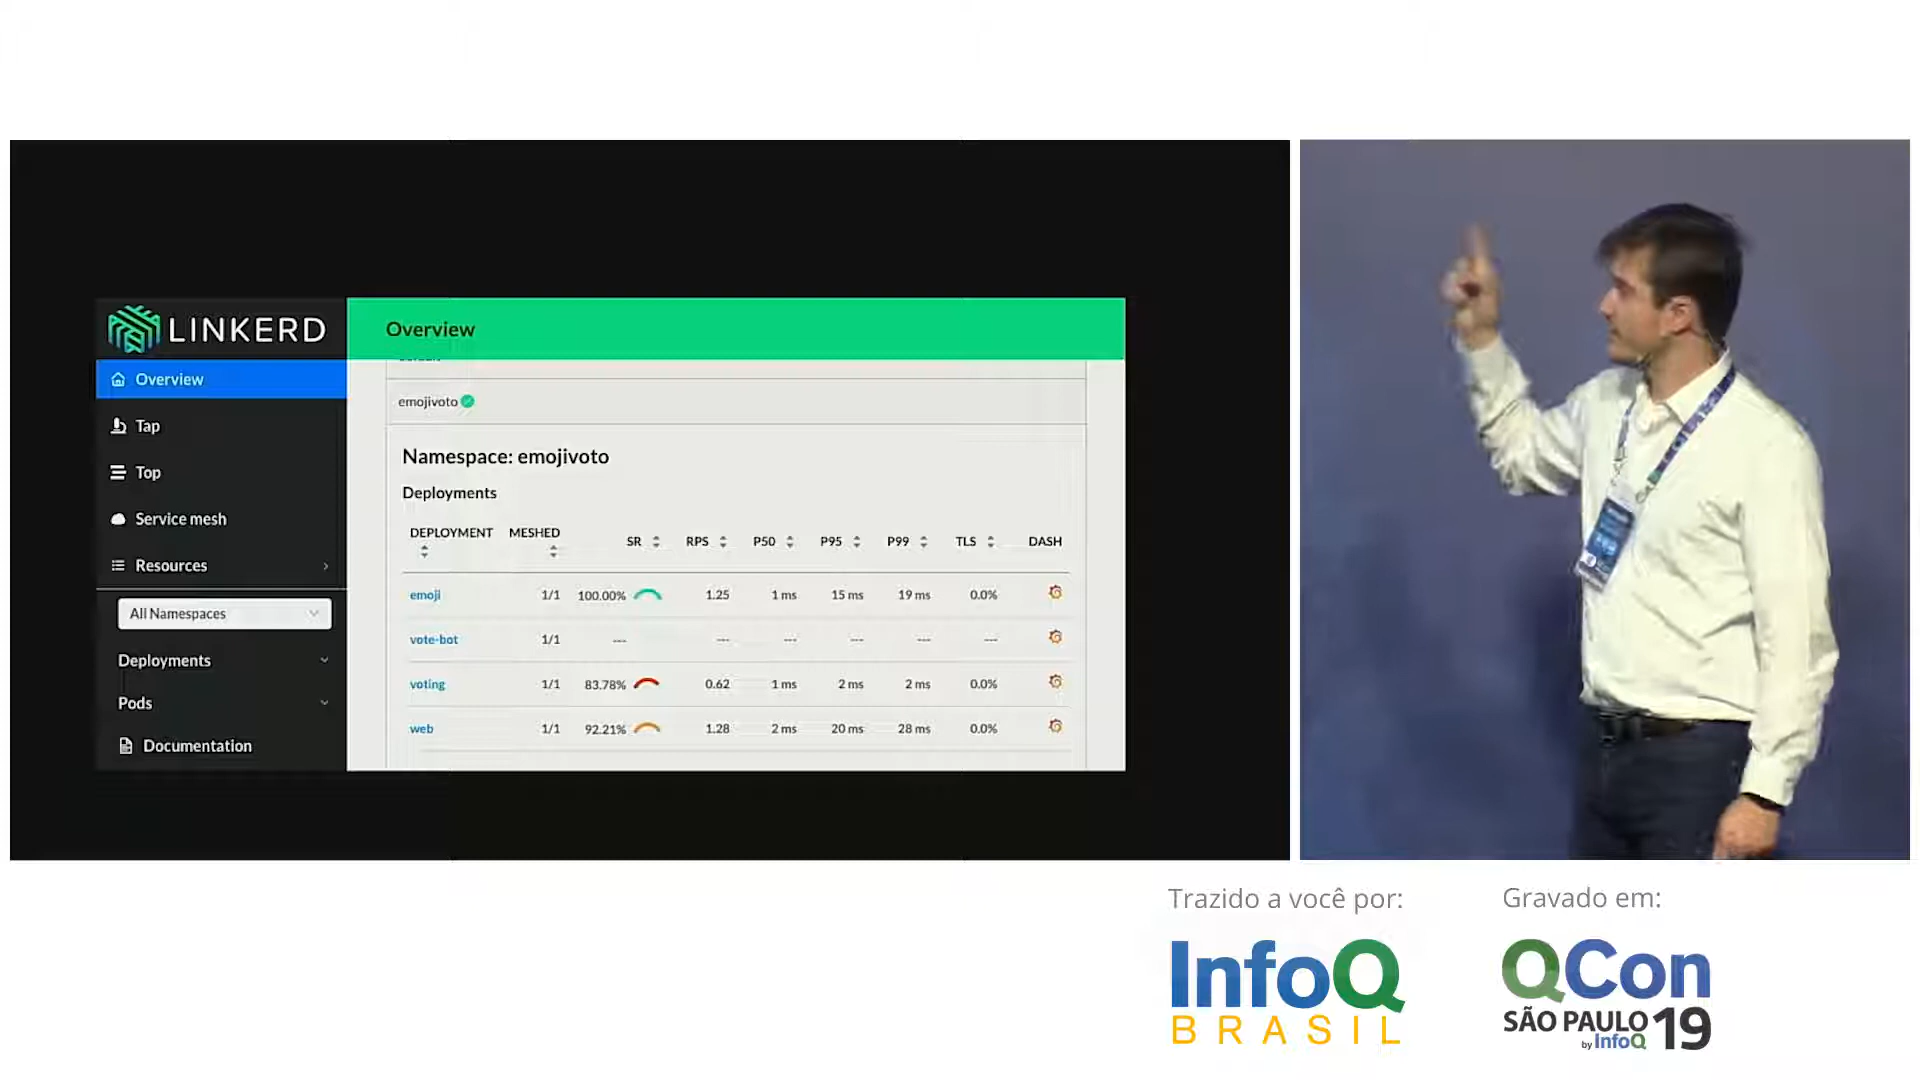 LINKERD
Overview
Overview
Tap
Top
Service mesh
Resources
All Namespaces
Deployments
Pods
Documentation
emojivoto
Namespace: emojivoto
Deployments
DEPLOYMENT MESHED SR RPS P50 P95 P99 TLS DASH
emoji 1/1 100.00% 1.25 1 ms 15 ms 19 ms 0.0%
vote-bot 1/1 --- --- --- --- --- ---
voting 1/1 83.78% 0.62 1 ms 2 ms 2 ms 0.0%
web 1/1 92.21% 1.28 2 ms 20 ms 28 ms 0.0%
Trazido a você por:
InfoQ
BRASIL
Gravado em:
QCon
SÃO PAULO 19
by InfoQ